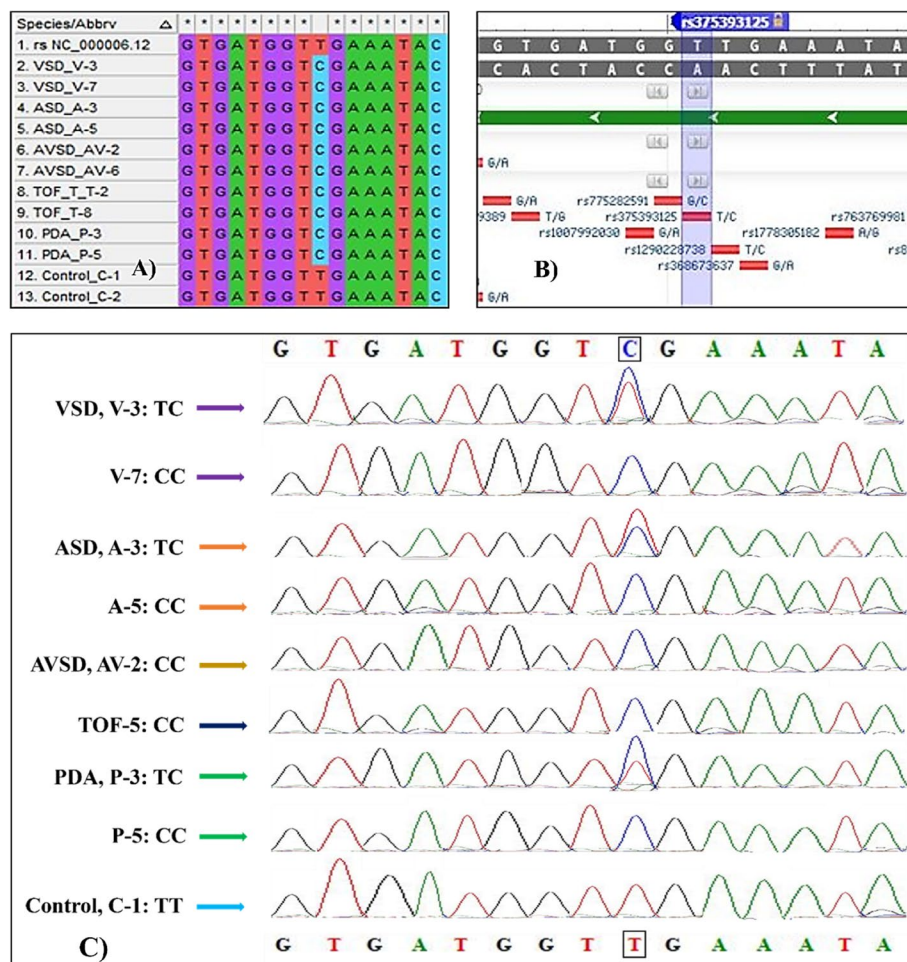 Species/Abbrv △ * * * * * * * * * * * * * * *
1. rs NC_000006.12 G T G A T G G T T G A A A T A C
2. VSD_V-3 G T G A T G G T C G A A A T A C
3. VSD_V-7 G T G A T G G T C G A A A T A C
4. ASD_A-3 G T G A T G G T C G A A A T A C
5. ASD_A-5 G T G A T G G T C G A A A T A C
6. AVSD_AV-2 G T G A T G G T C G A A A T A C
7. AVSD_AV-6 G T G A T G G T C G A A A T A C
8. TOF_T_T-2 G T G A T G G T C G A A A T A C
9. TOF_T-8 G T G A T G G T C G A A A T A C
10. PDA_P-3 G T G A T G G T C G A A A T A C
11. PDA_P-5 G T G A T G G T C G A A A T A C
12. Control_C-1 G T G A T G G T T G A A A T A C
13. Control_C-2 G T G A T G G T T G A A A T A C
A)
rs375393125
G T G A T G G T T G A A A T A
C A C T A C C A A C T T T A T
G/A
G/A rs775282591 G/C
9389 T/G rs375393125 T/C rs763769981
rs1007992030 G/A rs1778305182 A/G
rs1290228738 T/C rs8
rs368673637 G/A
G/A
B)
G T G A T G G T C G A A A T A
VSD, V-3: TC
V-7: CC
ASD, A-3: TC
A-5: CC
AVSD, AV-2: CC
TOF-5: CC
PDA, P-3: TC
P-5: CC
Control, C-1: TT
C)
G T G A T G G T T G A A A T A